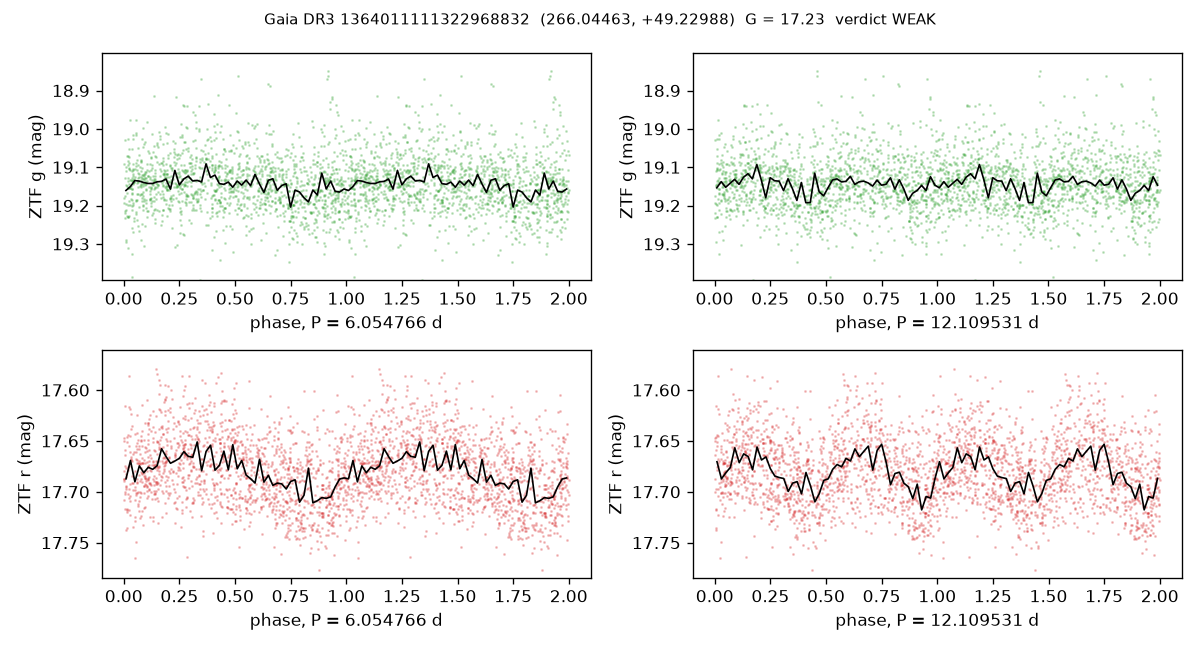 Gaia DR3 1364011111322968832  (266.04463, +49.22988)  G = 17.23  verdict WEAK
ZTF g (mag)
18.9
19.0
19.1
19.2
19.3
0.00 0.25 0.50 0.75 1.00 1.25 1.50 1.75 2.00
phase, P = 6.054766 d
ZTF g (mag)
18.9
19.0
19.1
19.2
19.3
0.00 0.25 0.50 0.75 1.00 1.25 1.50 1.75 2.00
phase, P = 12.109531 d
ZTF r (mag)
17.60
17.65
17.70
17.75
0.00 0.25 0.50 0.75 1.00 1.25 1.50 1.75 2.00
phase, P = 6.054766 d
ZTF r (mag)
17.60
17.65
17.70
17.75
0.00 0.25 0.50 0.75 1.00 1.25 1.50 1.75 2.00
phase, P = 12.109531 d